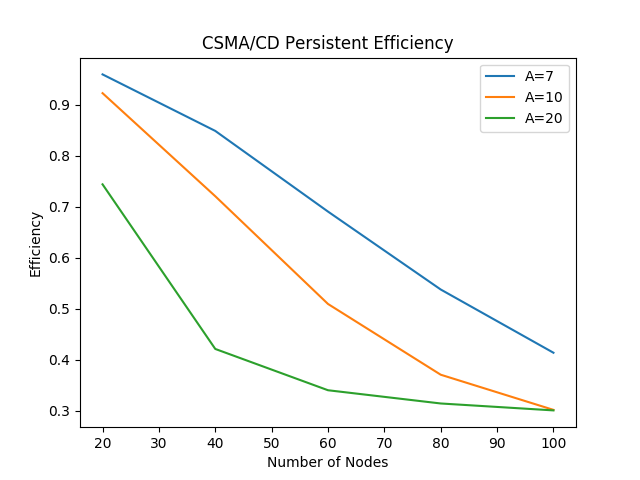 CSMA/CD Persistent Efficiency
A=7
A=10
A=20
Efficiency
0.9
0.8
0.7
0.6
0.5
0.4
0.3
20 30 40 50 60 70 80 90 100
Number of Nodes